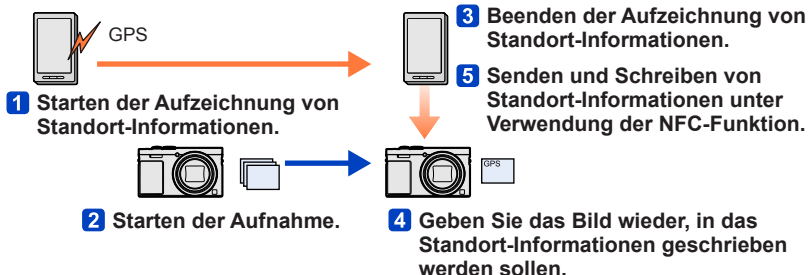 GPS
1 Starten der Aufzeichnung von
Standort-Informationen.
2 Starten der Aufnahme.
3 Beenden der Aufzeichnung von
Standort-Informationen.
GPS
4 Geben Sie das Bild wieder, in das
Standort-Informationen geschrieben
werden sollen.
5 Senden und Schreiben von
Standort-Informationen unter
Verwendung der NFC-Funktion.